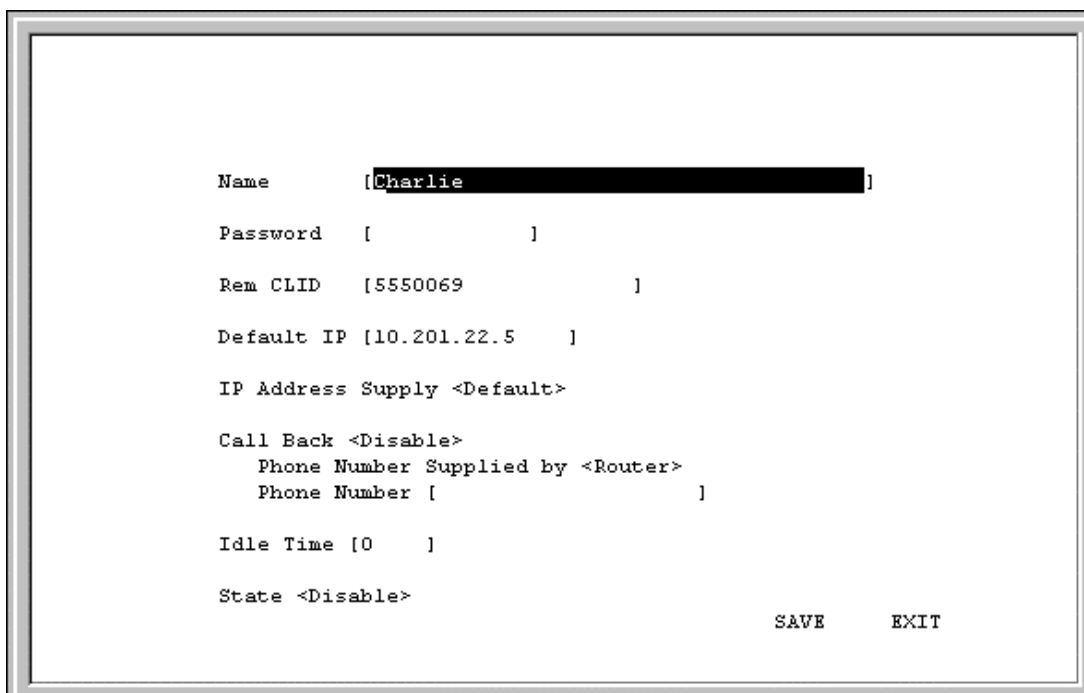 Name [Charlie ]
Password [ ]
Rem CLID [5550069 ]
Default IP [10.201.22.5 ]
IP Address Supply <Default>
Call Back <Disable>
Phone Number Supplied by <Router>
Phone Number [ ]
Idle Time [0 ]
State <Disable>
SAVE EXIT